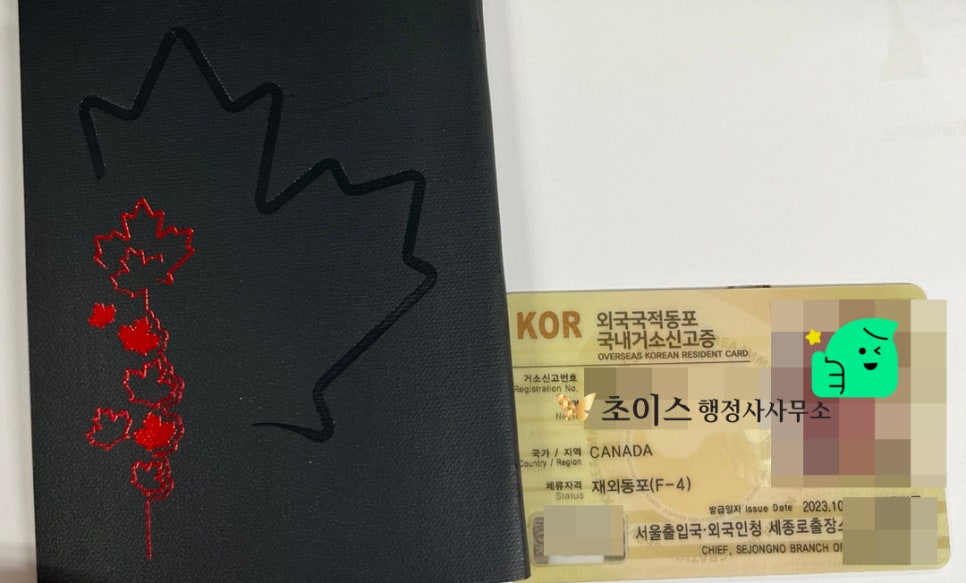 KOR 외국국적동포
국내거소신고증
OVERSEAS KOREAN RESIDENT CARD
거소신고번호
Registration No.
초이스 행정사사무소
국가 / 지역 CANADA
Country / Region
체류자격 재외동포(F-4)
Status
발급일자 Issue Date 2023.10
서울출입국·외국인청 세종로출장소
CHIEF, SEJONGNO BRANCH